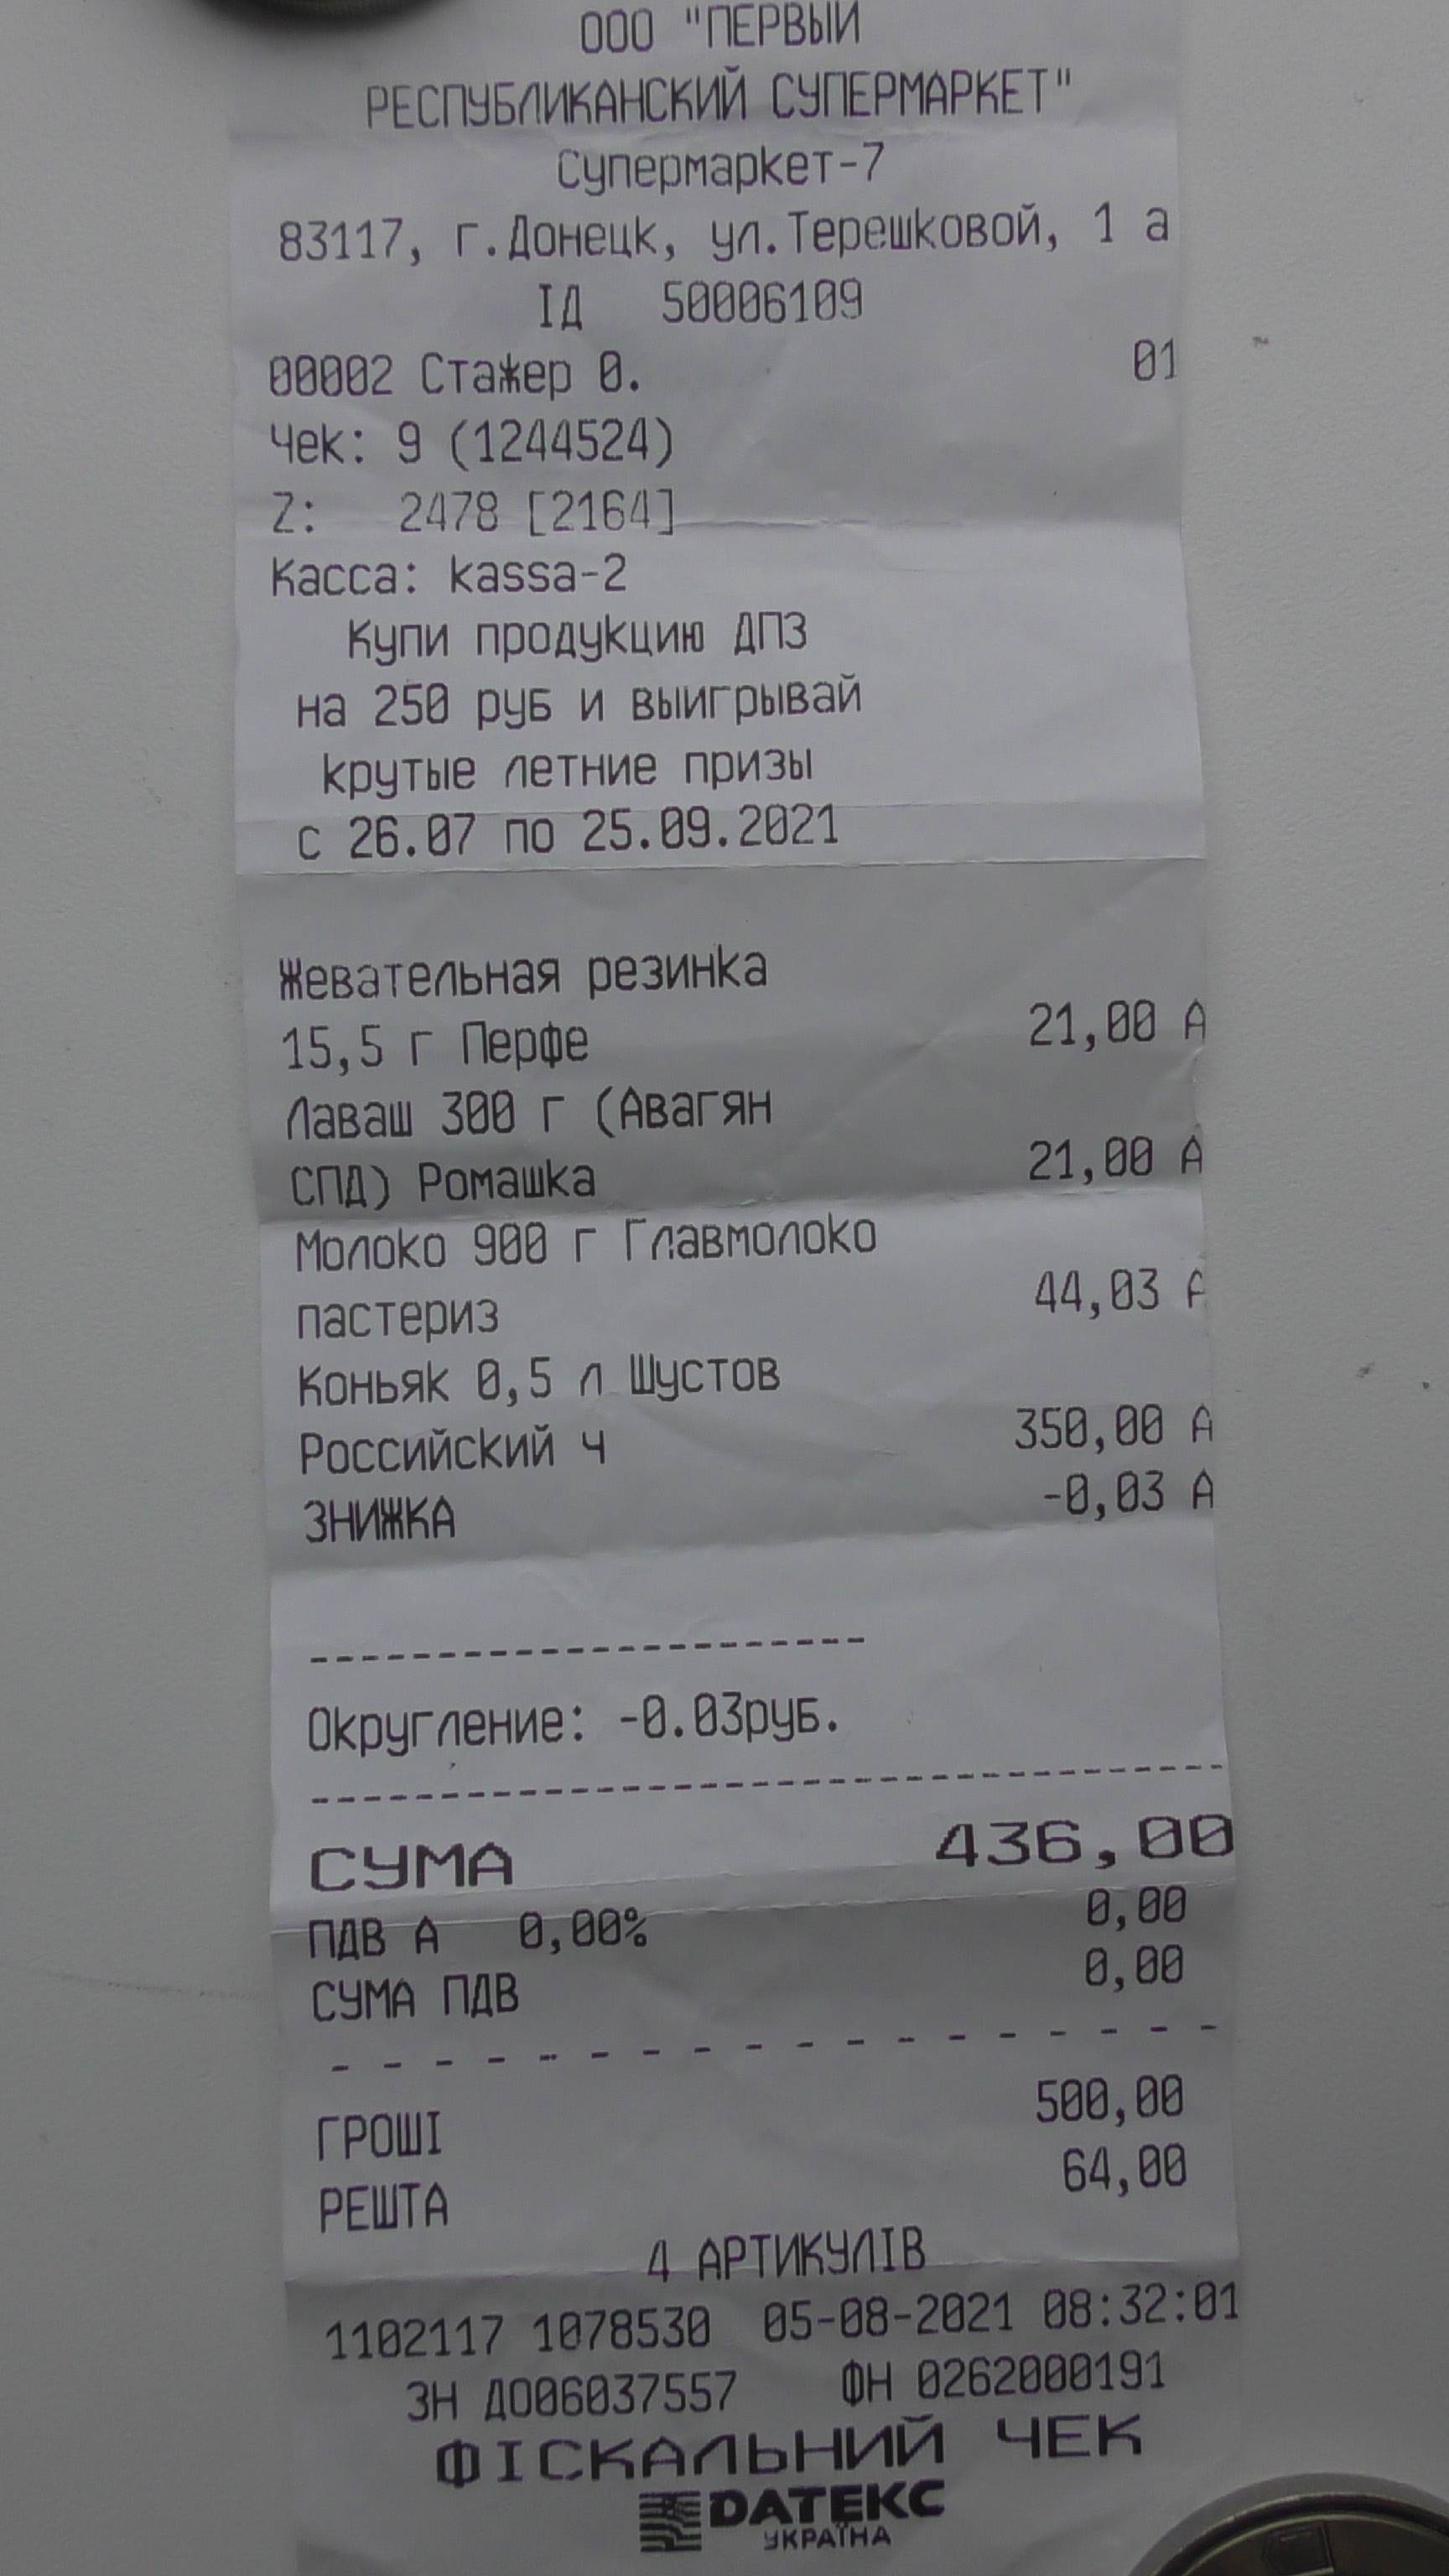 ООО "ПЕРВЫЙ
РЕСПУБЛИКАНСКИЙ СУПЕРМАРКЕТ"
Супермаркет-7
83117, г.Донецк, ул.Терешковой, 1 а
ІД 50006109
00002 Стажер 0. 01
Чек: 9 (1244524)
Z: 2478 [2164]
Касса: kassa-2
Купи продукцию ДПЗ
на 250 руб и выигрывай
крутые летние призы
с 26.07 по 25.09.2021
Жевательная резинка
15,5 г Перфе 21,00 А
Лаваш 300 г (Авагян
СПД) Ромашка 21,00 А
Молоко 900 г Главмолоко
пастериз 44,03 А
Коньяк 0,5 л Шустов
Российский ч 350,00 А
ЗНИЖКА -0,03 А
----------------------
Округление: -0.03руб.
------------------------------------
СУМА 436,00
ПДВ А 0,00% 0,00
СУМА ПДВ 0,00
- - - - - - - - - - - - - - - - - -
ГРОШІ 500,00
РЕШТА 64,00
4 АРТИКУЛІВ
1102117 1078530 05-08-2021 08:32:01
ЗН ДО06037557 ФН 0262000191
ФІСКАЛЬНИЙ ЧЕК
DАТЕКС
УКРАЇНА